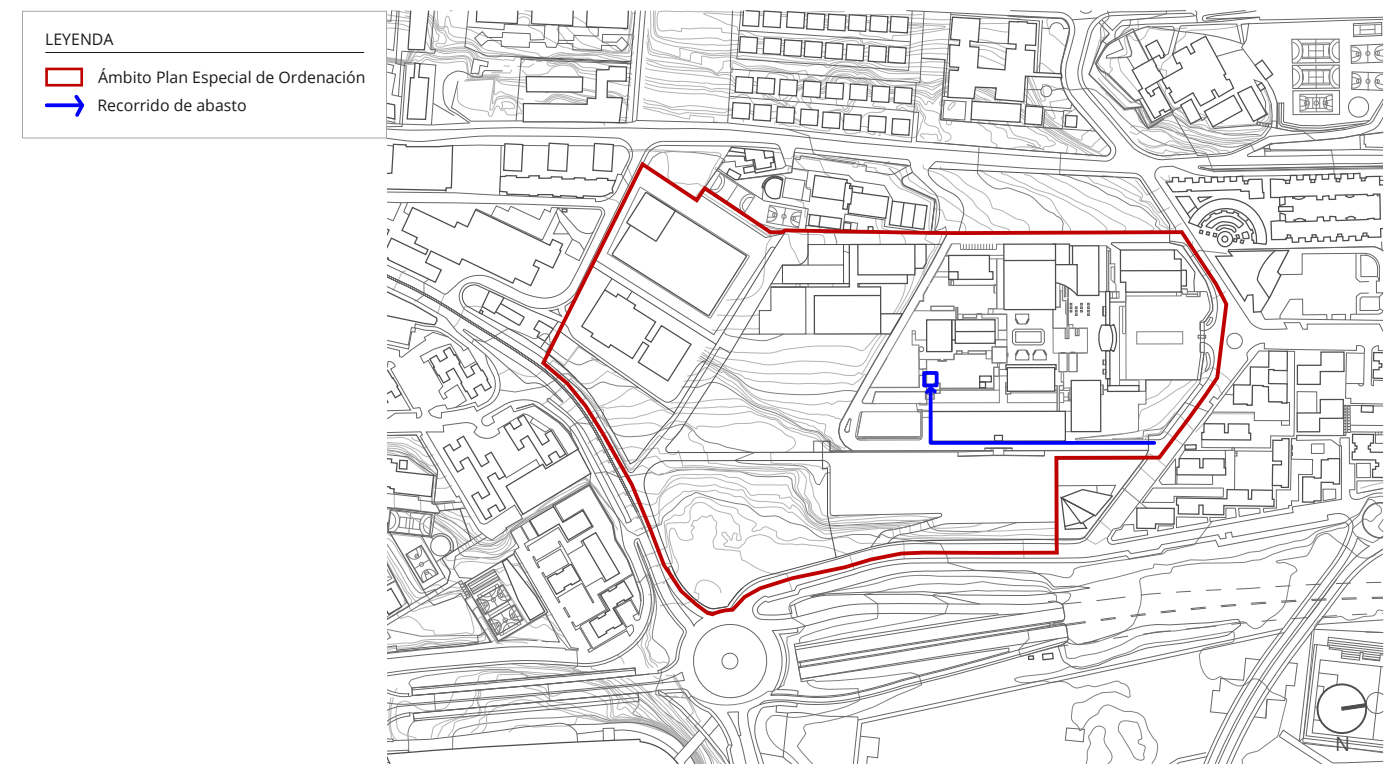 LEYENDA
Ámbito Plan Especial de Ordenación
Recorrido de abasto
N